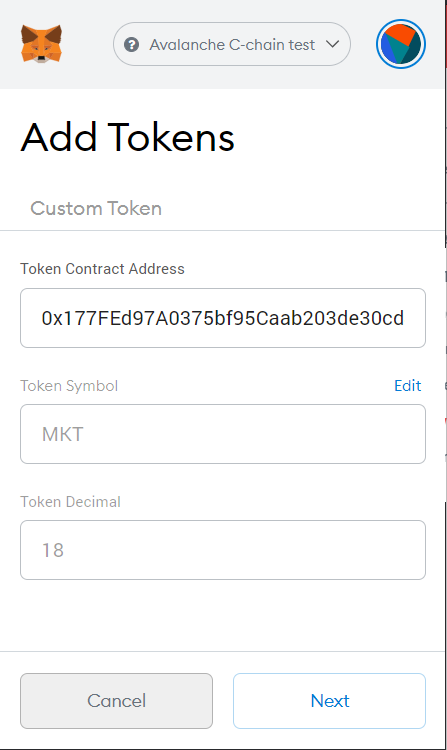 Avalanche C-chain test
Add Tokens
Custom Token
Token Contract Address
0x177FEd97A0375bf95Caab203de30cd
Token Symbol Edit
MKT
Token Decimal
18
Cancel Next